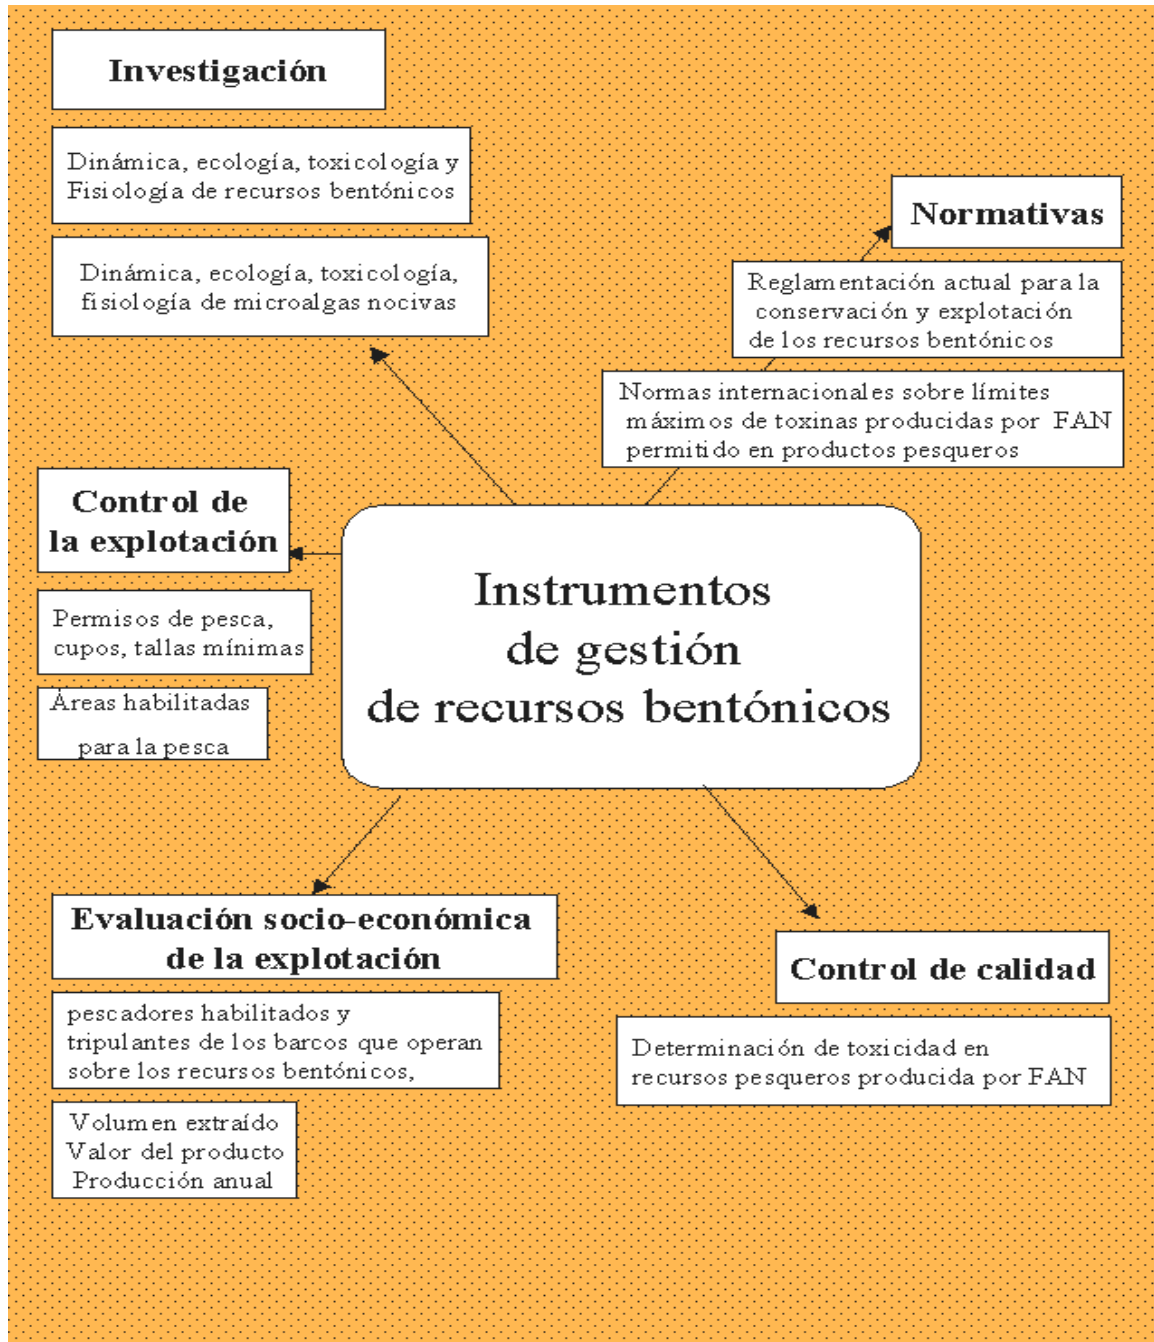 Investigación
Dinámica, ecología, toxicología y
Fisiología de recursos bentónicos
Dinámica, ecología, toxicología,
fisiología de microalgas nocivas
Normativas
Reglamentación actual para la
conservación y explotación
de los recursos bentónicos
Normas internacionales sobre límites
máximos de toxinas producidas por FAN
permitido en productos pesqueros
Control de
la explotación
Permisos de pesca,
cupos, tallas mínimas
Áreas habilitadas
para la pesca
Instrumentos
de gestión
de recursos bentónicos
Evaluación socio-económica
de la explotación
pescadores habilitados y
tripulantes de los barcos que operan
sobre los recursos bentónicos,
Volumen extraído
Valor del producto
Producción anual
Control de calidad
Determinación de toxicidad en
recursos pesqueros producida por FAN